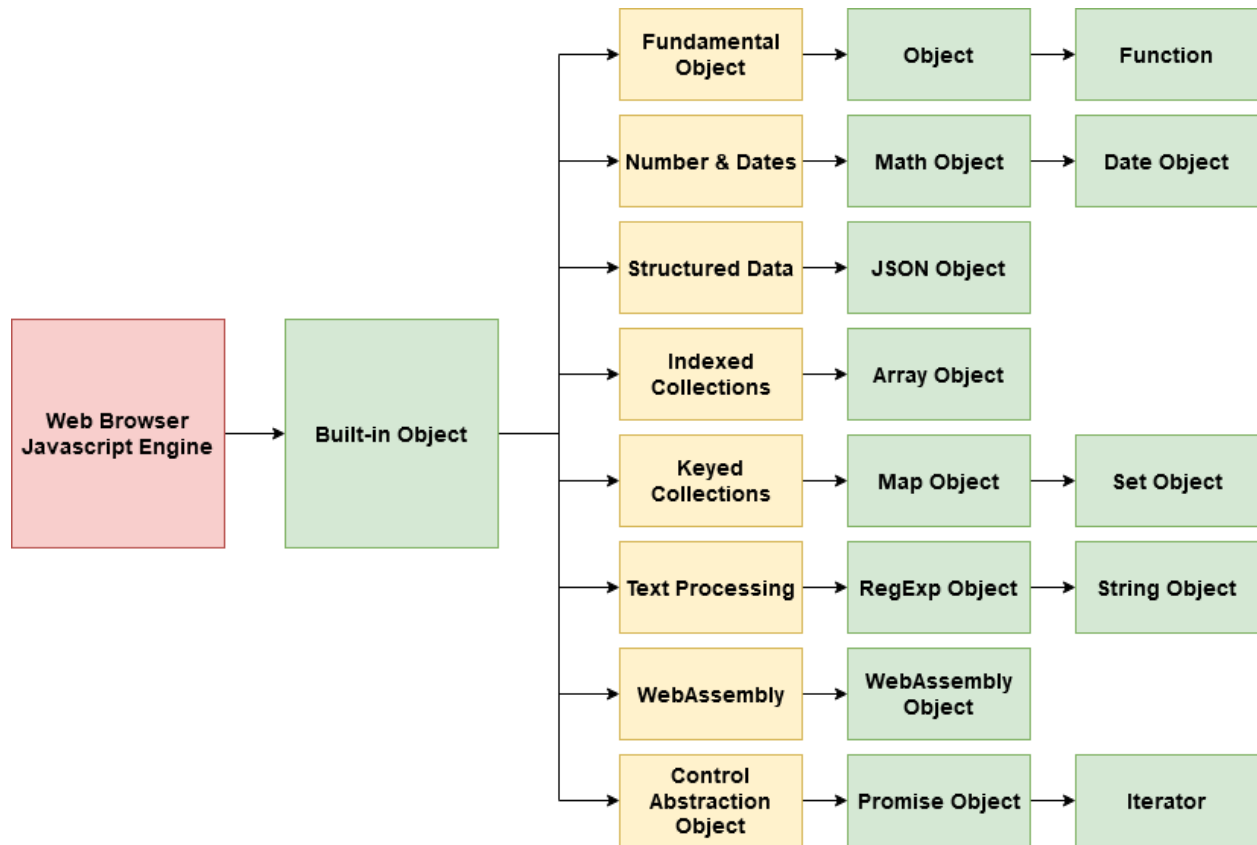 Fundamental
Object
Object
Function
Number & Dates
Math Object
Date Object
Structured Data
JSON Object
Indexed
Collections
Array Object
Web Browser
Javascript Engine
Built-in Object
Keyed
Collections
Map Object
Set Object
Text Processing
RegExp Object
String Object
WebAssembly
WebAssembly
Object
Control
Abstraction
Object
Promise Object
Iterator